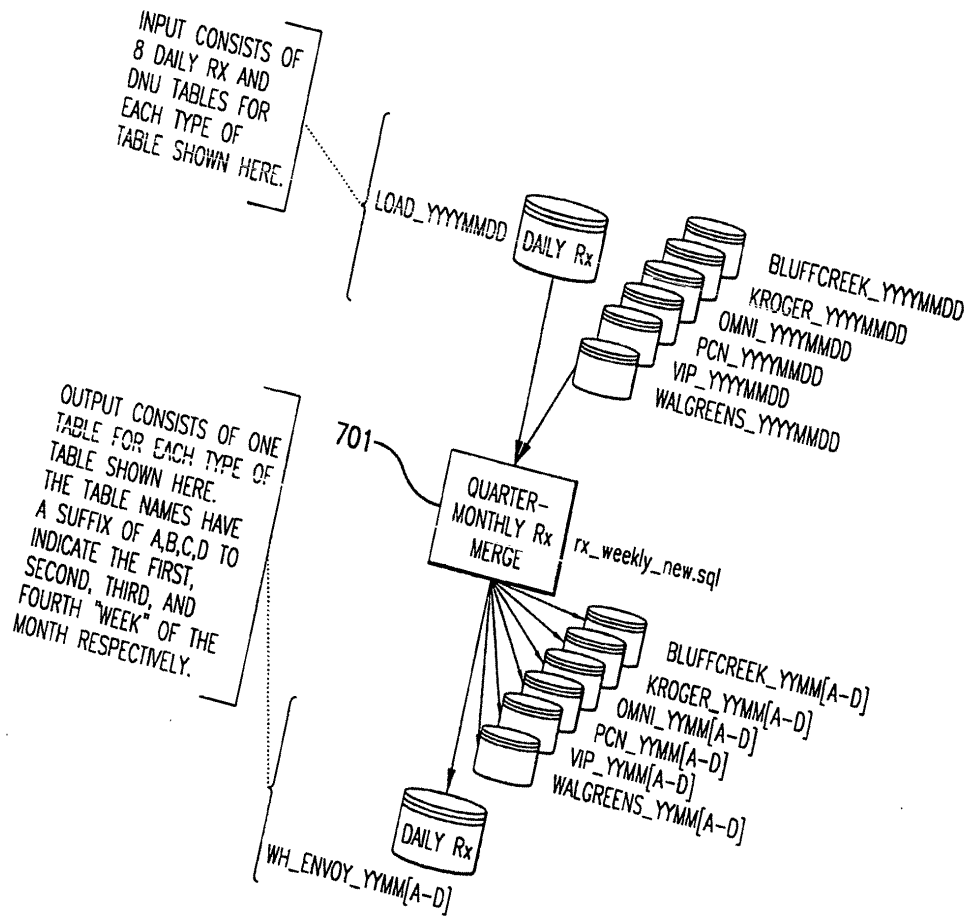 INPUT CONSISTS OF
8 DAILY RX AND
DNU TABLES FOR
EACH TYPE OF
TABLE SHOWN HERE.
LOAD_YYYYMMDD
DAILY Rx
BLUFFCREEK_YYYYMMDD
KROGER_YYYYMMDD
OMNI_YYYYMMDD
PCN_YYYYMMDD
VIP_YYYYMMDD
WALGREENS_YYYYMMDD
OUTPUT CONSISTS OF ONE
TABLE FOR EACH TYPE OF
TABLE SHOWN HERE.
THE TABLE NAMES HAVE
A SUFFIX OF A,B,C,D TO
INDICATE THE FIRST,
SECOND, THIRD, AND
FOURTH "WEEK" OF THE
MONTH RESPECTIVELY.
701
QUARTER-
MONTHLY Rx
MERGE
rx_weekly_new.sql
BLUFFCREEK_YYMM[A-D]
KROGER_YYMM[A-D]
OMNI_YYMM[A-D]
PCN_YYMM[A-D]
VIP_YYMM[A-D]
WALGREENS_YYMM[A-D]
DAILY Rx
WH_ENVOY_YYMM[A-D]